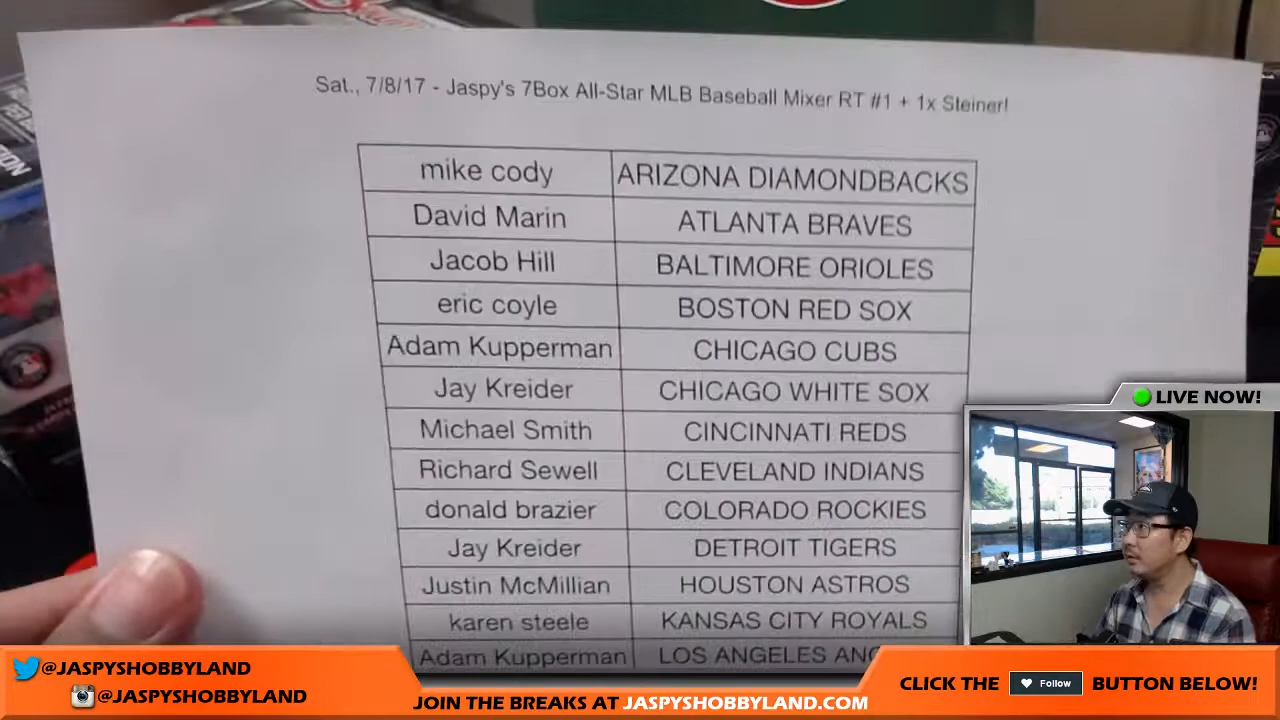 Sat., 7/8/17 - Jaspy's 7Box All-Star MLB Baseball Mixer RT #1 + 1x Steiner!
mike cody ARIZONA DIAMONDBACKS
David Marin ATLANTA BRAVES
Jacob Hill BALTIMORE ORIOLES
eric coyle BOSTON RED SOX
Adam Kupperman CHICAGO CUBS
Jay Kreider CHICAGO WHITE SOX
Michael Smith CINCINNATI REDS
Richard Sewell CLEVELAND INDIANS
donald brazier COLORADO ROCKIES
Jay Kreider DETROIT TIGERS
Justin McMillian HOUSTON ASTROS
karen steele KANSAS CITY ROYALS
Adam Kupperman LOS ANGELES
LIVE NOW!
@JASPYSHOBBYLAND
@JASPYSHOBBYLAND
JOIN THE BREAKS AT JASPYSHOBBYLAND.COM
CLICK THE Follow BUTTON BELOW!